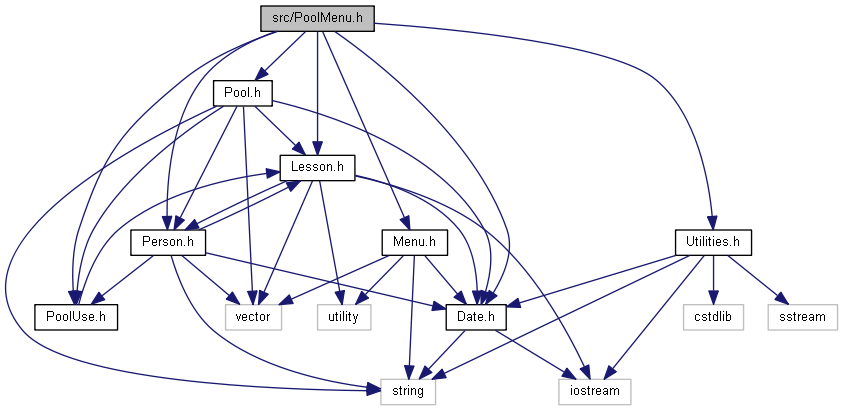 src/PoolMenu.h
Pool.h
Lesson.h
Person.h
Menu.h
Utilities.h
PoolUse.h
vector
utility
Date.h
cstdlib
sstream
string
iostream